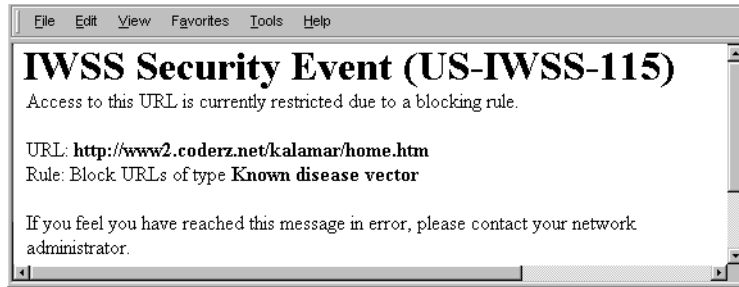 File Edit View Favorites Tools Help
IWSS Security Event (US-IWSS-115)
Access to this URL is currently restricted due to a blocking rule.
URL: http://www2.coderz.net/kalamar/home.htm
Rule: Block URLs of type Known disease vector
If you feel you have reached this message in error, please contact your network
administrator.